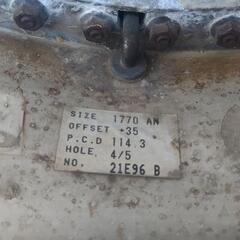 SIZE 1770 AN
OFFSET +35
P.C.D 114.3
HOLE. 4/5
NO. 21E96 B